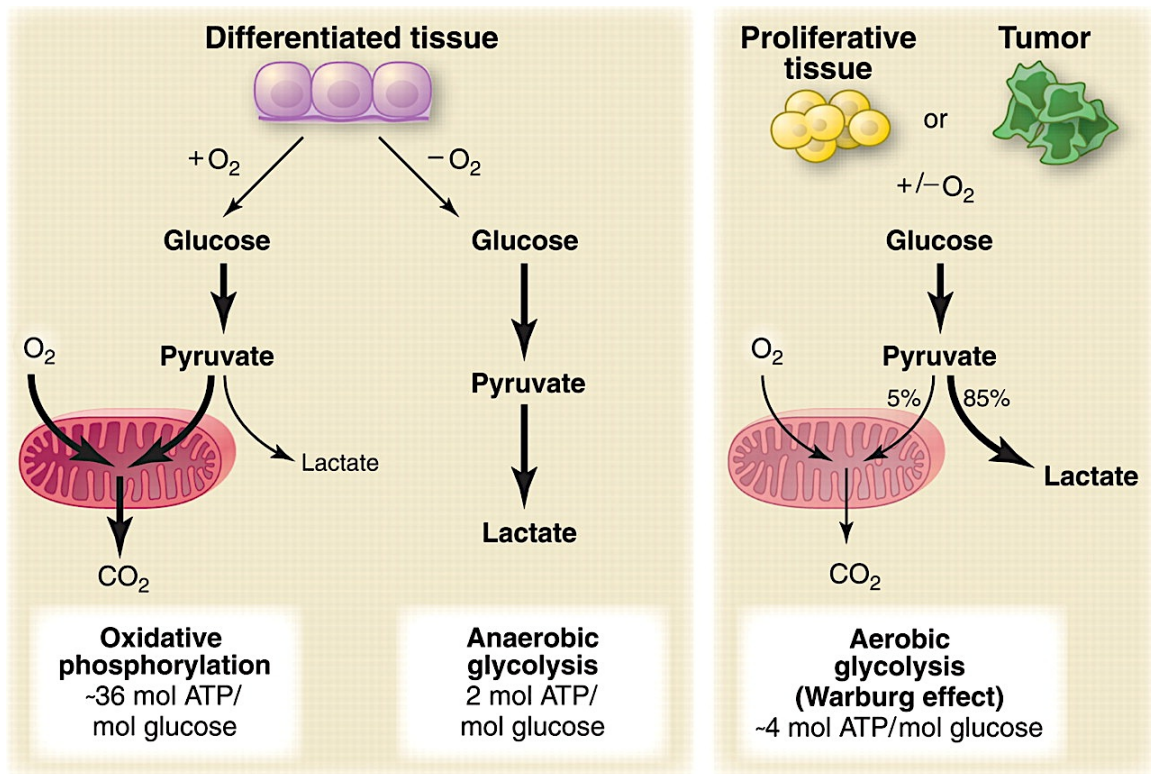 Differentiated tissue
+O₂
−O₂
Glucose
Glucose
O₂
Pyruvate
Pyruvate
Lactate
Lactate
CO₂
Oxidative
phosphorylation
~36 mol ATP/
mol glucose
Anaerobic
glycolysis
2 mol ATP/
mol glucose
Proliferative
tissue
or
Tumor
+/−O₂
Glucose
O₂
Pyruvate
5%
85%
Lactate
CO₂
Aerobic
glycolysis
(Warburg effect)
~4 mol ATP/mol glucose